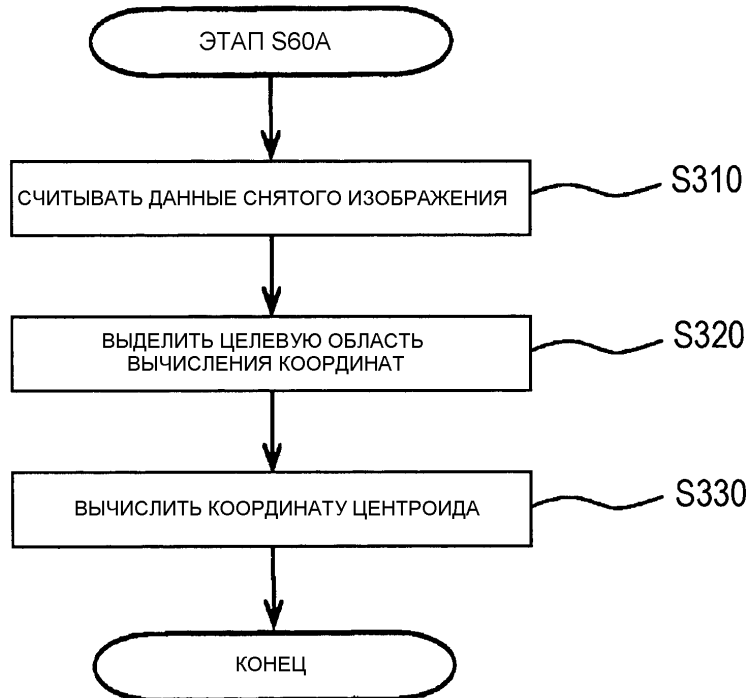 ЭТАП S60A
СЧИТЫВАТЬ ДАННЫЕ СНЯТОГО ИЗОБРАЖЕНИЯ
S310
ВЫДЕЛИТЬ ЦЕЛЕВУЮ ОБЛАСТЬ
ВЫЧИСЛЕНИЯ КООРДИНАТ
S320
ВЫЧИСЛИТЬ КООРДИНАТУ ЦЕНТРОИДА
S330
КОНЕЦ